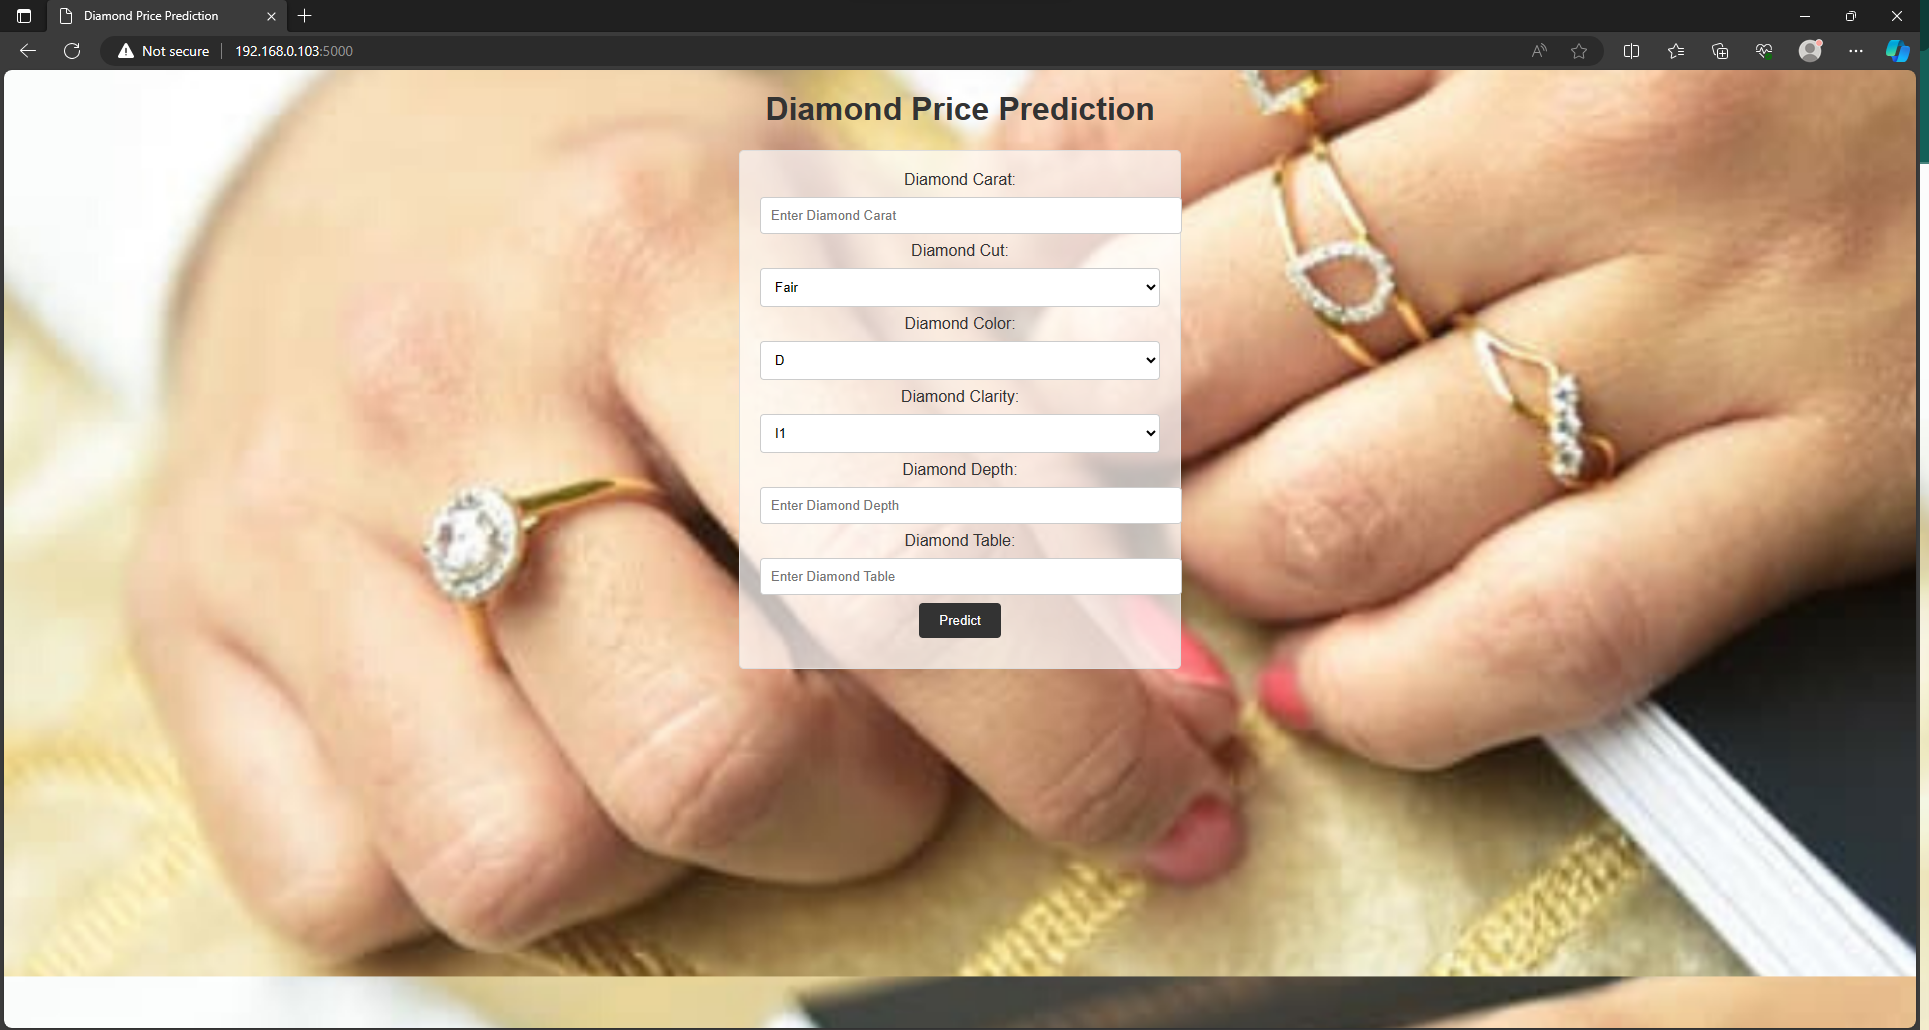 Diamond Price Prediction
Not secure
192.168.0.103:5000
Diamond Price Prediction
Diamond Carat:
Enter Diamond Carat
Diamond Cut:
Fair
Diamond Color:
D
Diamond Clarity:
I1
Diamond Depth:
Enter Diamond Depth
Diamond Table:
Enter Diamond Table
Predict